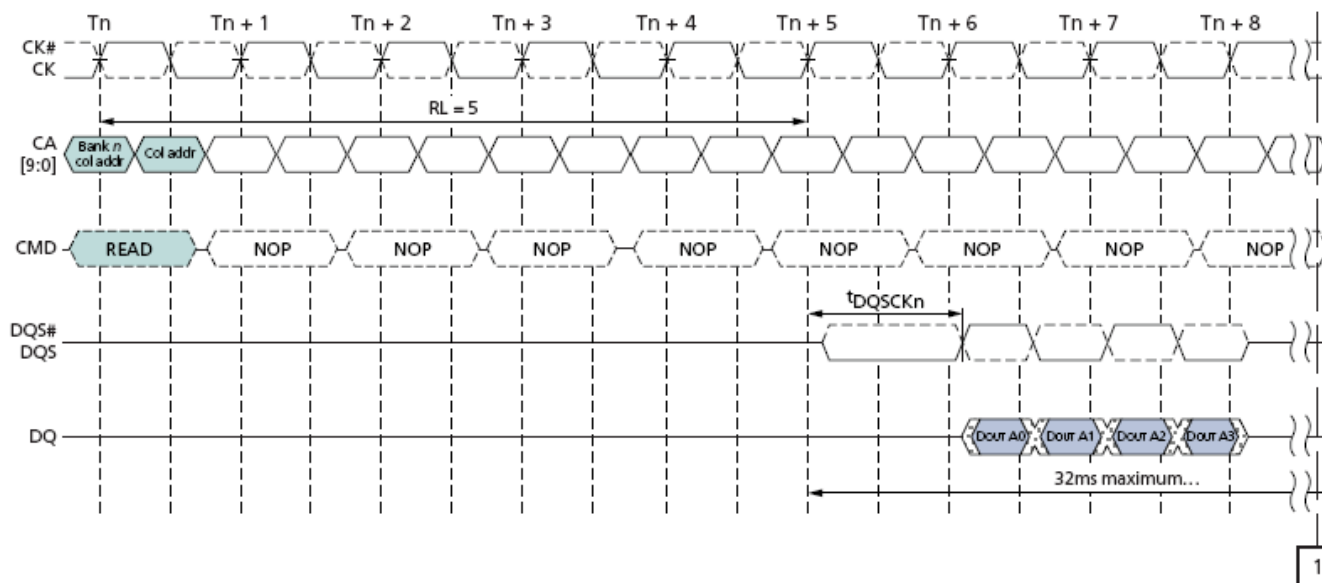 Tn Tn + 1 Tn + 2 Tn + 3 Tn + 4 Tn + 5 Tn + 6 Tn + 7 Tn + 8
CK#
CK
RL = 5
CA
[9:0]
Bank n
col addr
Col addr
CMD
READ NOP NOP NOP NOP NOP NOP NOP NOP
tDQSCKn
DQS#
DQS
DQ
DOUT A0 DOUT A1 DOUT A2 DOUT A3
32ms maximum…
1